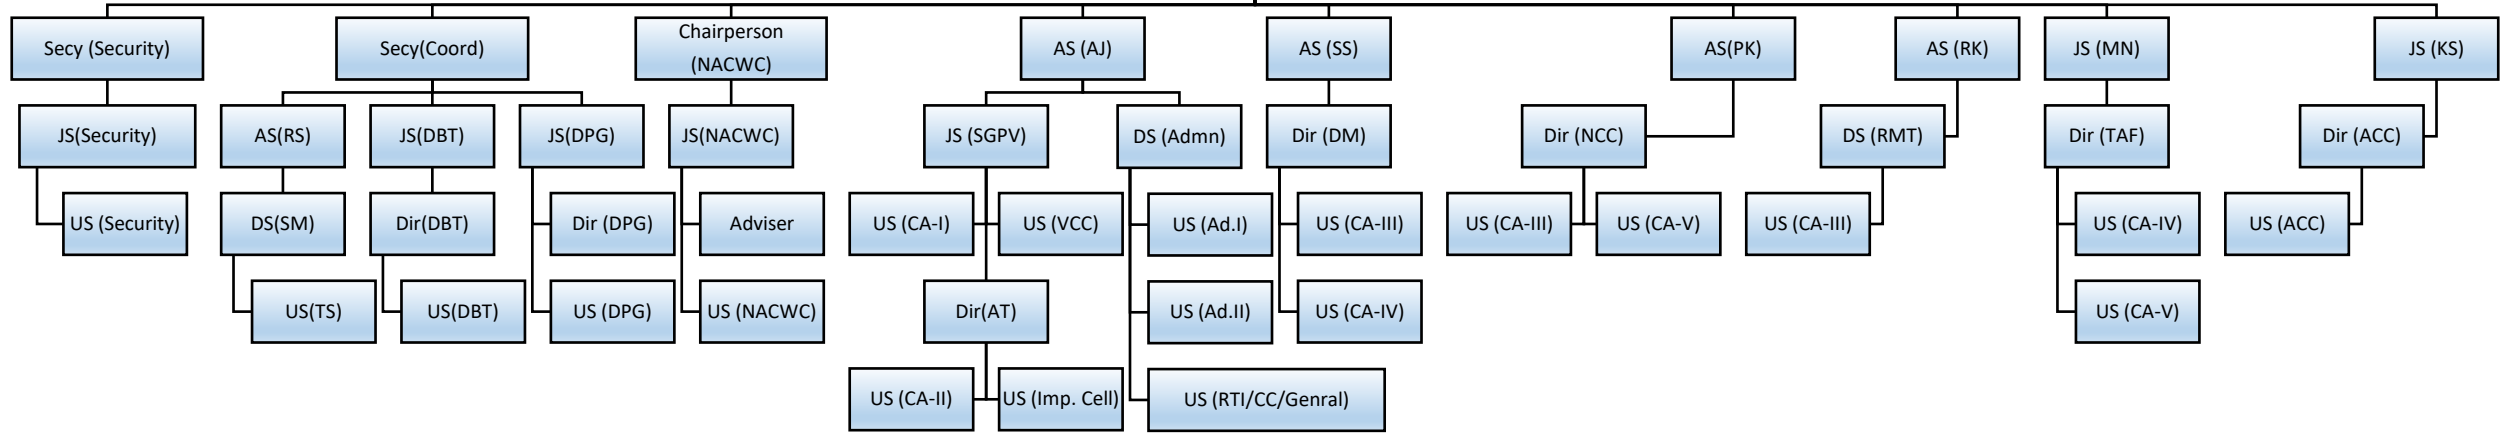 Secy (Security)
Secy(Coord)
Chairperson
(NACWC)
AS (AJ)
AS (SS)
AS(PK)
AS (RK)
JS (MN)
JS (KS)
JS(Security)
AS(RS)
JS(DBT)
JS(DPG)
JS(NACWC)
JS (SGPV)
DS (Admn)
Dir (DM)
Dir (NCC)
DS (RMT)
Dir (TAF)
Dir (ACC)
US (Security)
DS(SM)
Dir(DBT)
Dir (DPG)
Adviser
US (CA-I)
US (VCC)
US (Ad.I)
US (CA-III)
US (CA-III)
US (CA-V)
US (CA-III)
US (CA-IV)
US (ACC)
US(TS)
US(DBT)
US (DPG)
US (NACWC)
Dir(AT)
US (Ad.II)
US (CA-IV)
US (CA-V)
US (CA-II)
US (Imp. Cell)
US (RTI/CC/Genral)